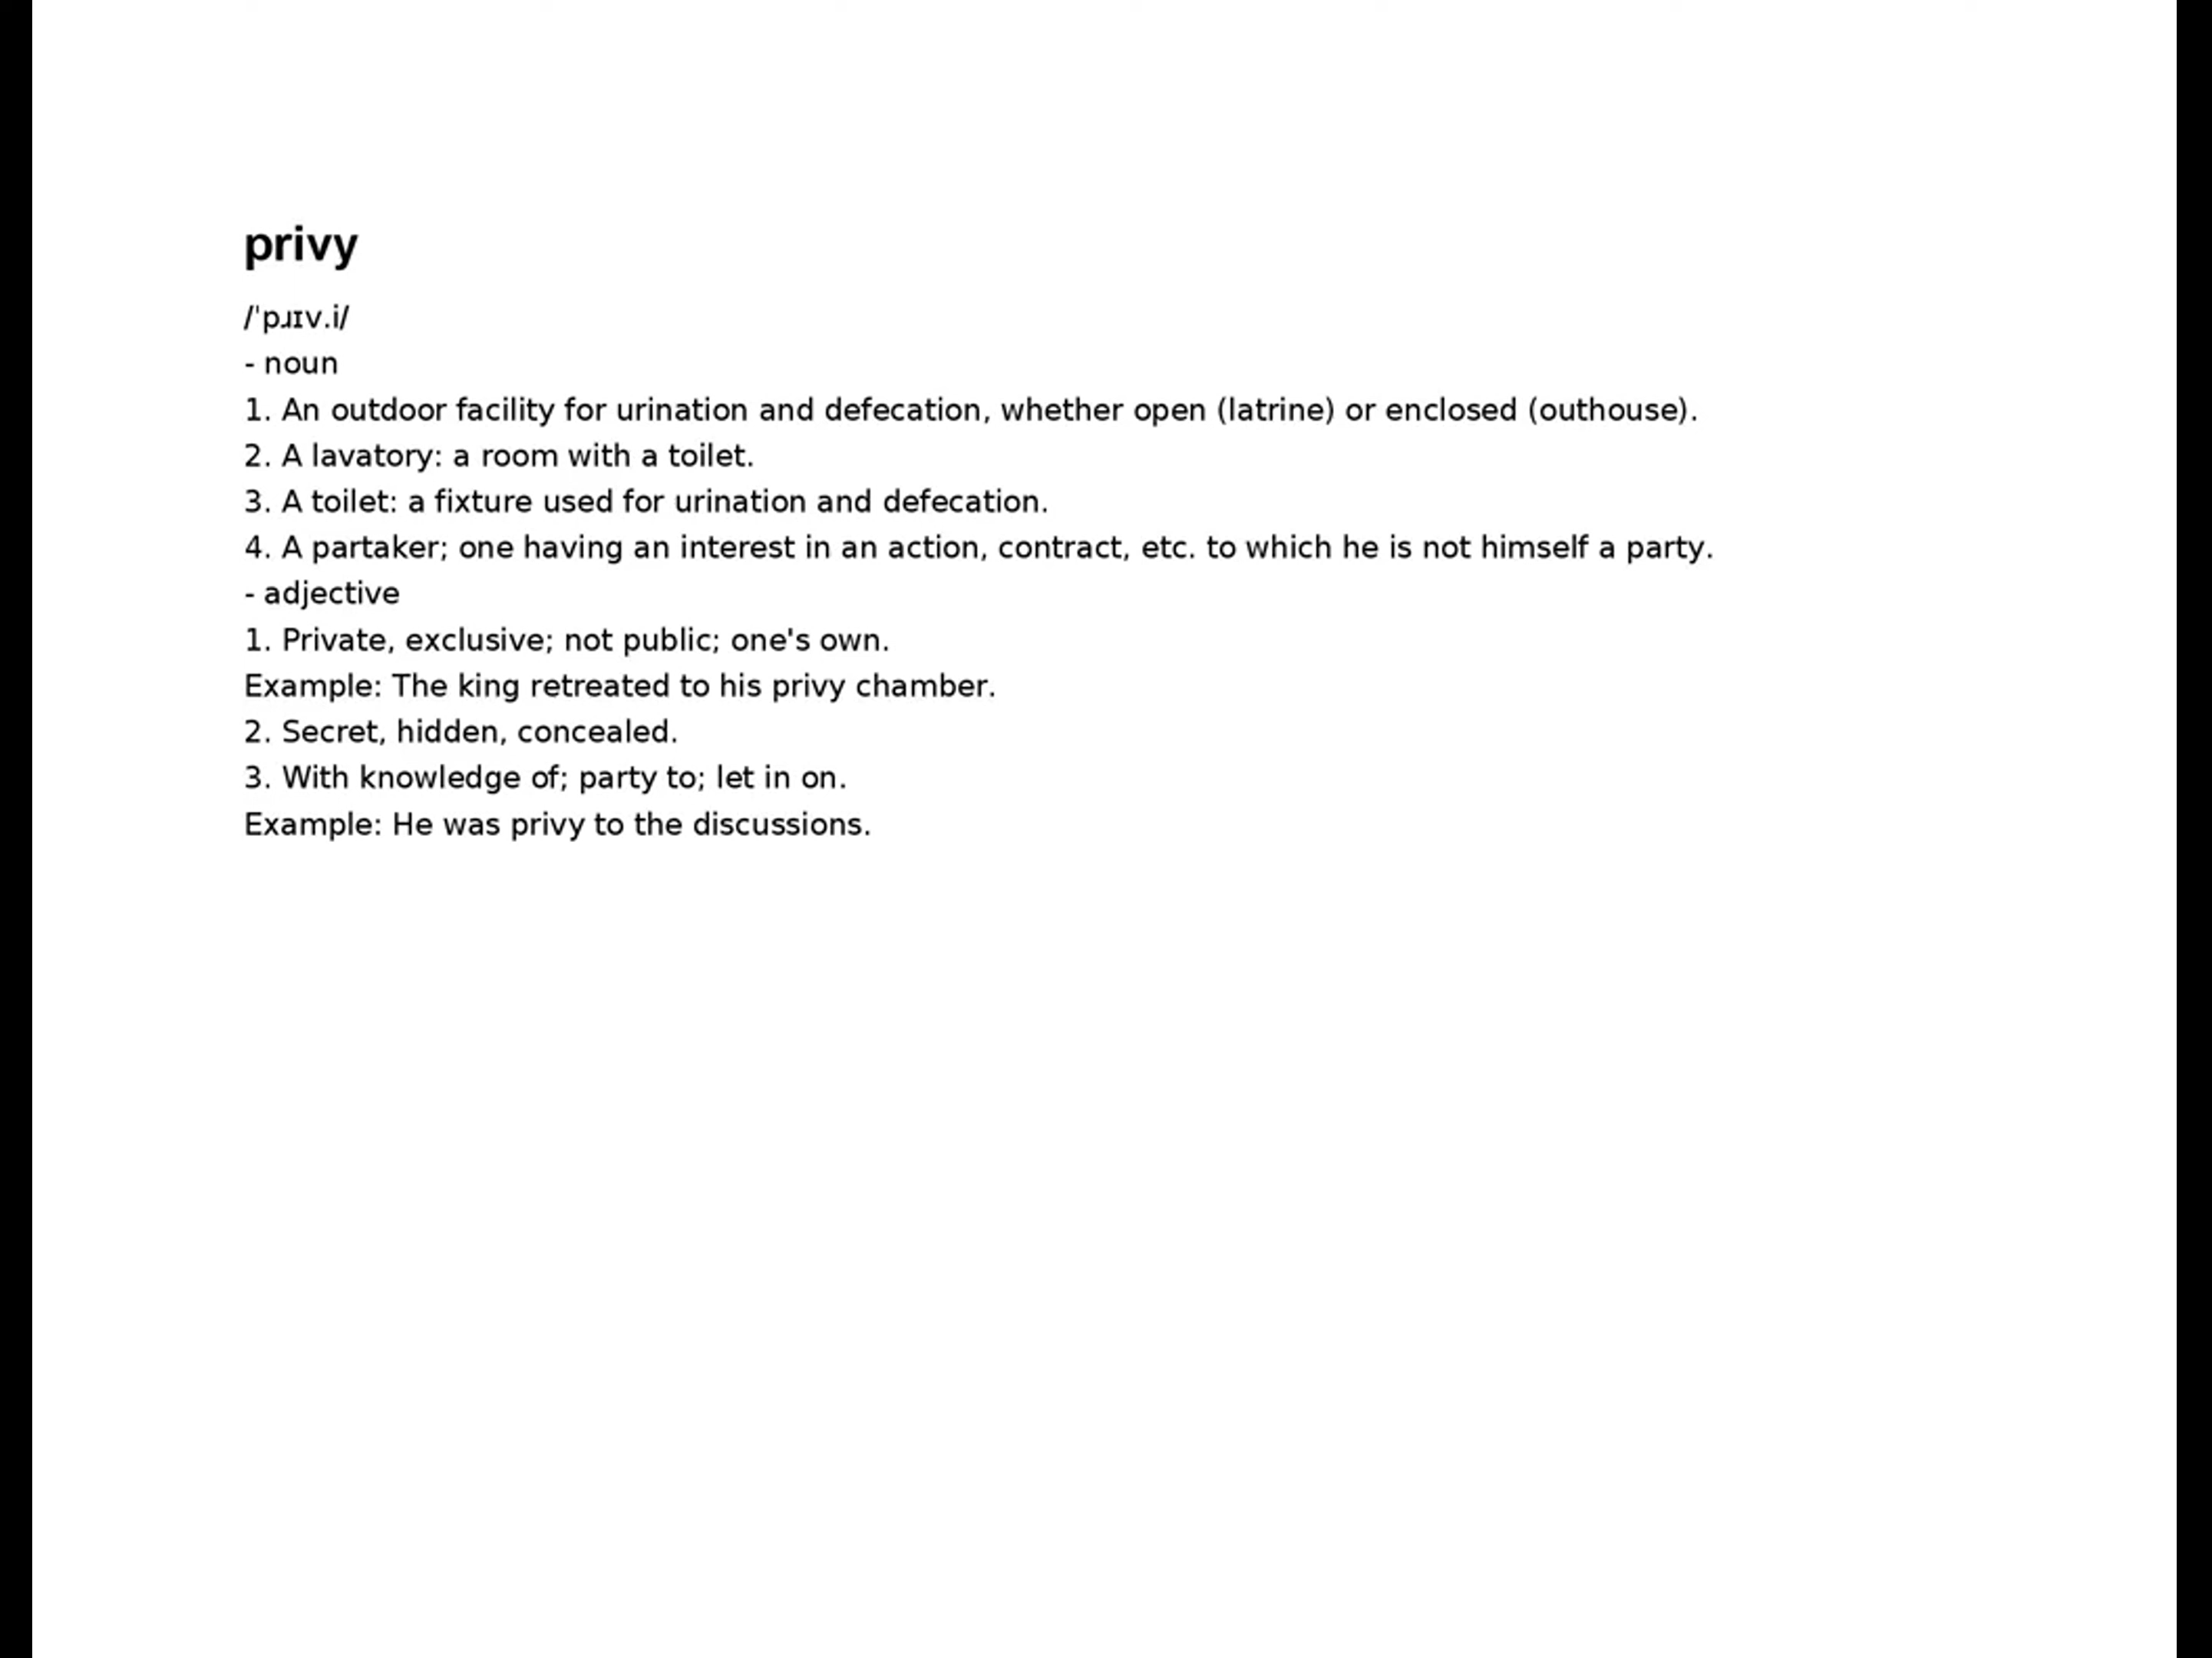 privy
/ˈpɹɪv.i/
- noun
1. An outdoor facility for urination and defecation, whether open (latrine) or enclosed (outhouse).
2. A lavatory: a room with a toilet.
3. A toilet: a fixture used for urination and defecation.
4. A partaker; one having an interest in an action, contract, etc. to which he is not himself a party.
- adjective
1. Private, exclusive; not public; one's own.
Example: The king retreated to his privy chamber.
2. Secret, hidden, concealed.
3. With knowledge of; party to; let in on.
Example: He was privy to the discussions.